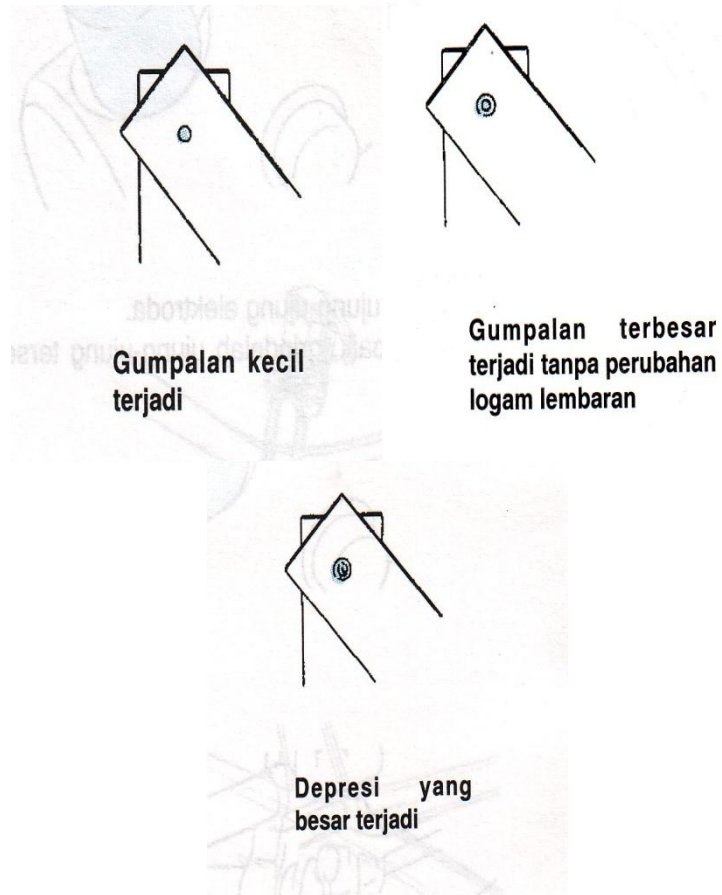 Gumpalan kecil
terjadi
Gumpalan terbesar
terjadi tanpa perubahan
logam lembaran
Depresi yang
besar terjadi